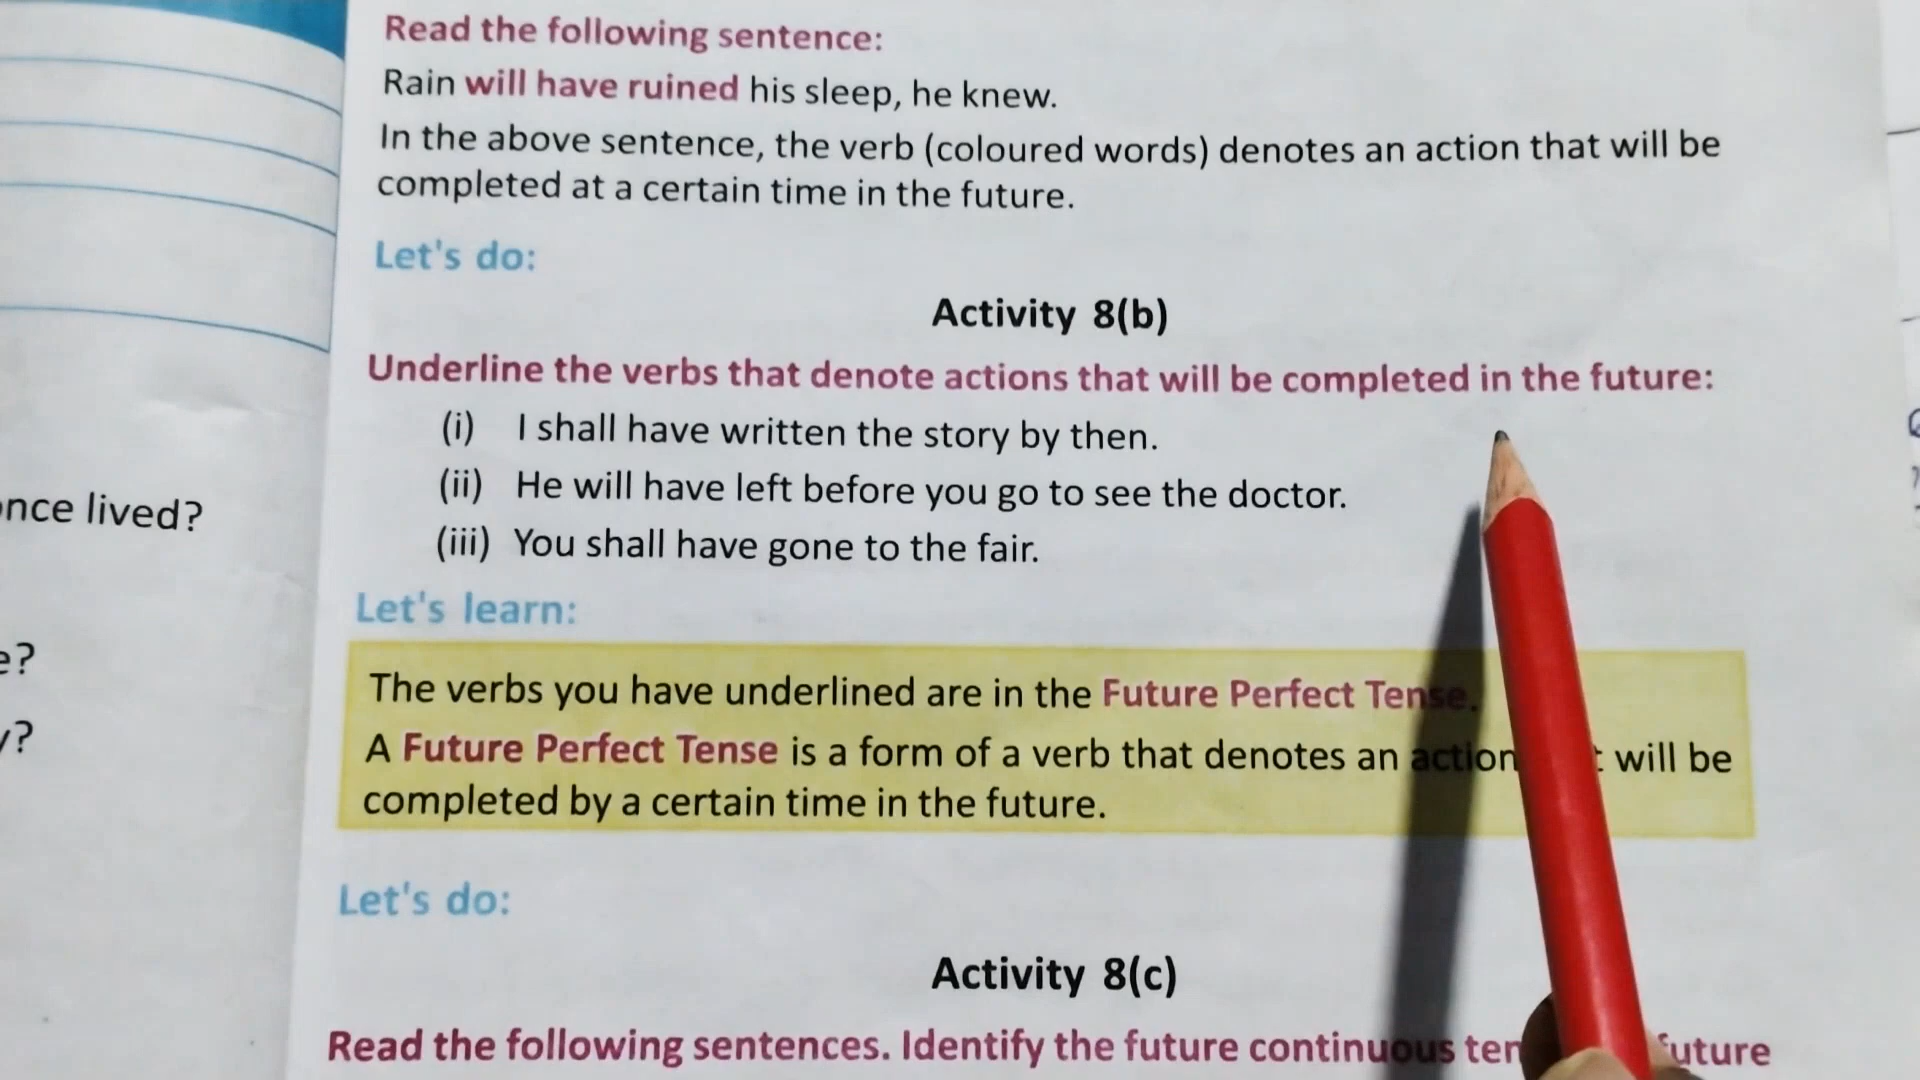 Read the following sentence:
Rain will have ruined his sleep, he knew.
In the above sentence, the verb (coloured words) denotes an action that will be
completed at a certain time in the future.
Let's do:
Activity 8(b)
Underline the verbs that denote actions that will be completed in the future:
(i) I shall have written the story by then.
(ii) He will have left before you go to see the doctor.
(iii) You shall have gone to the fair.
Let's learn:
The verbs you have underlined are in the Future Perfect Tense.
A Future Perfect Tense is a form of a verb that denotes an action will be
completed by a certain time in the future.
Let's do:
Activity 8(c)
Read the following sentences. Identify the future continuous future
lived?